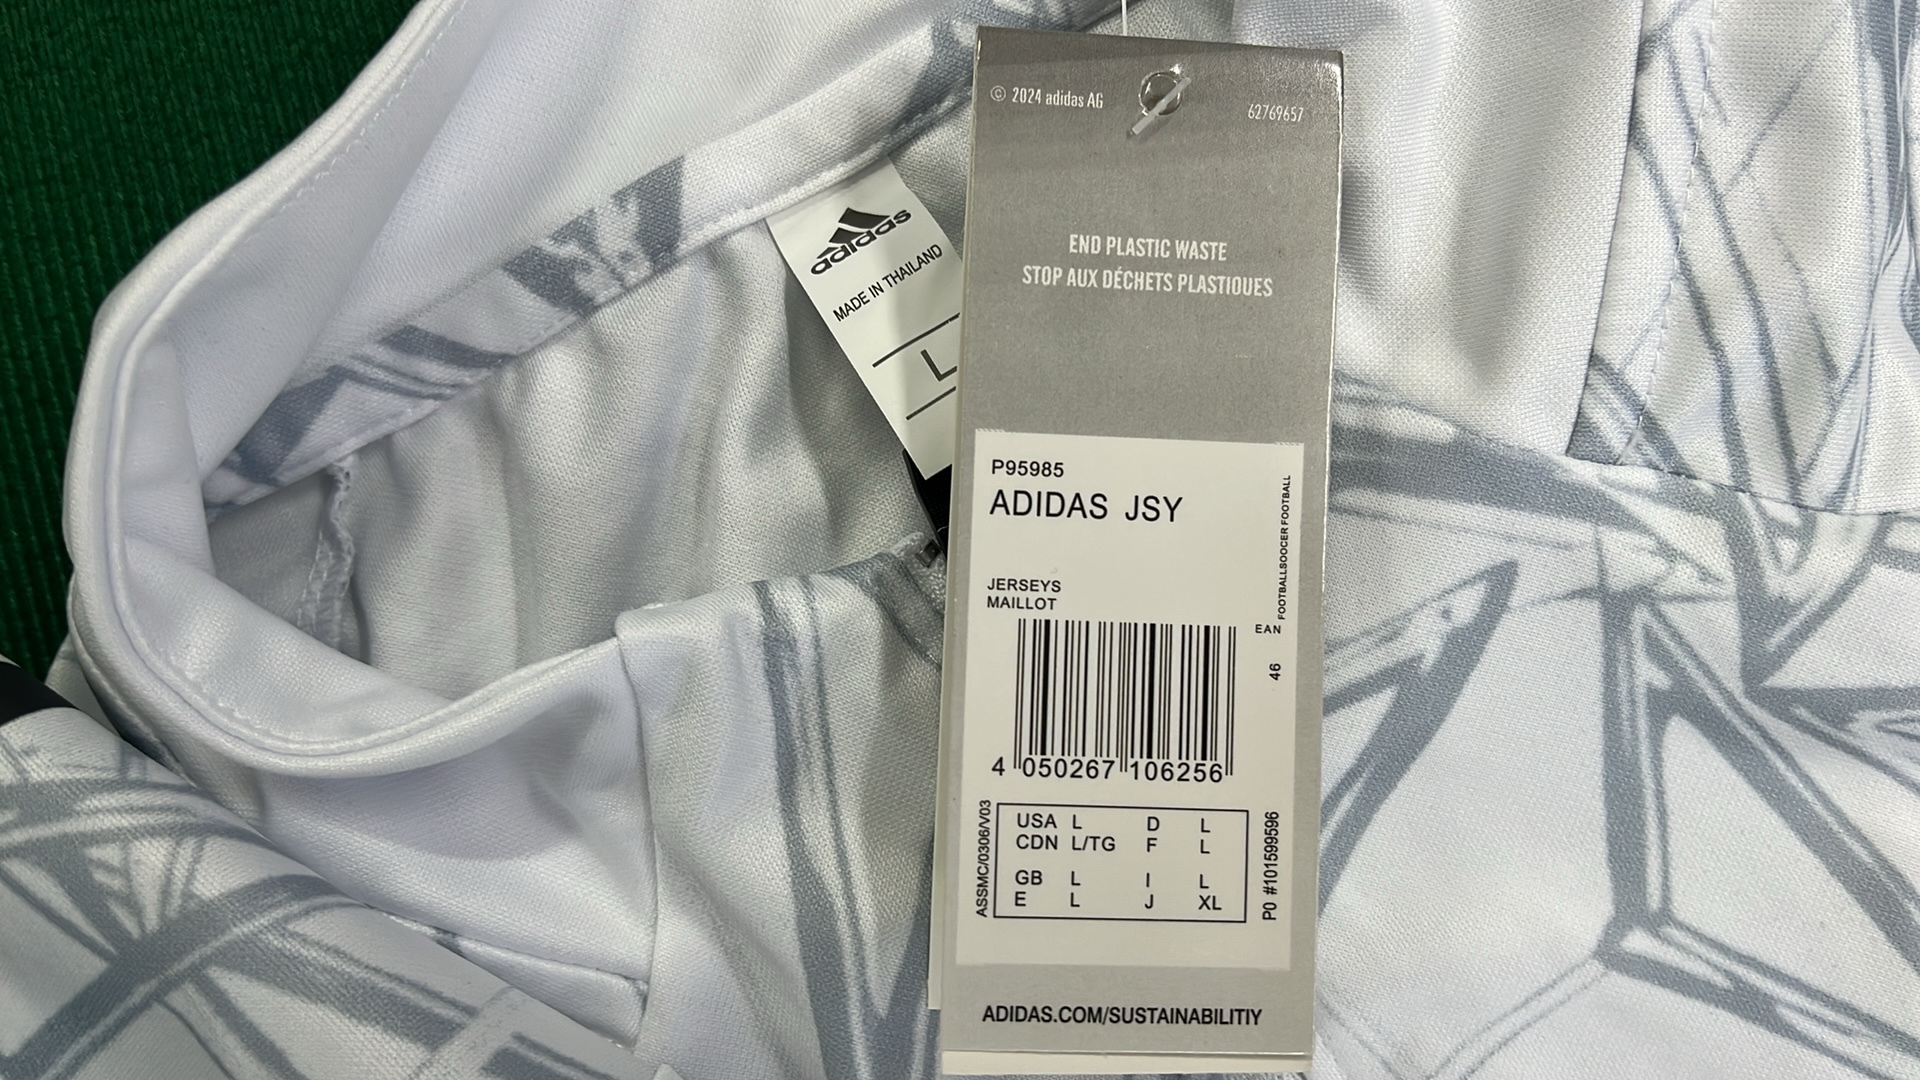 adidas
MADE IN THAILAND
L
© 2024 adidas AG
62769657
END PLASTIC WASTE
STOP AUX DÉCHETS PLASTIQUES
P95985
ADIDAS JSY
FOOTBALLSOCCER FOOTBALL
JERSEYS
MAILLOT
EAN
46
4 050267 106256
ASSMC/0306/V03
USA L D L
CDN L/TG F L
GB L I L
E L J XL
PO #101599596
ADIDAS.COM/SUSTAINABILITIY